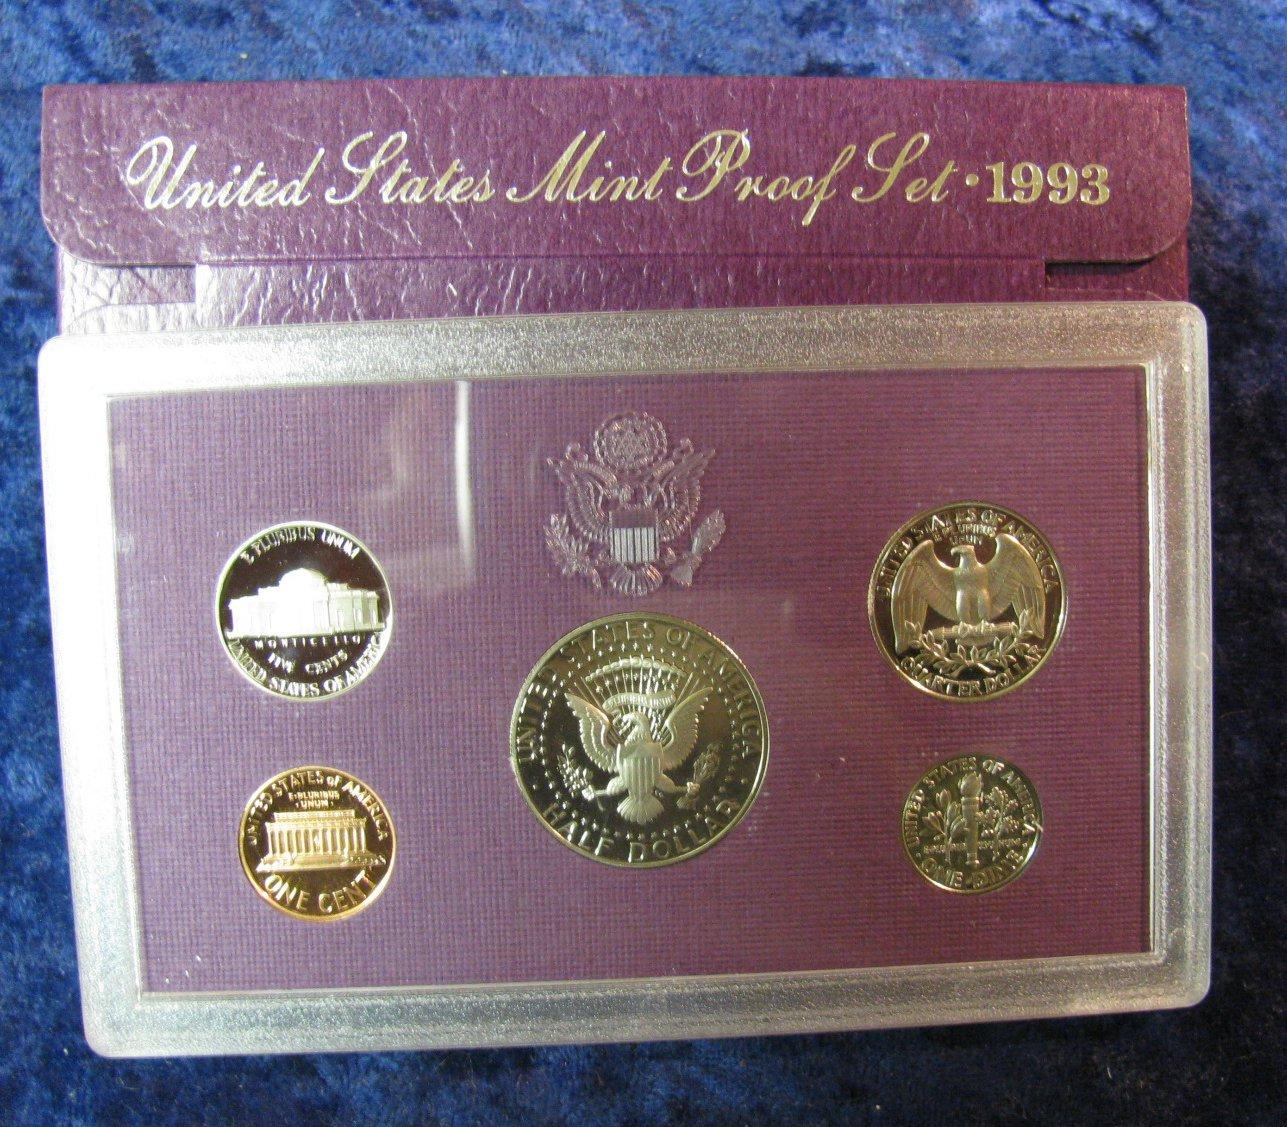 United States Mint Proof Set · 1993
E PLURIBUS UNUM
MONTICELLO
FIVE CENTS
UNITED STATES OF AMERICA
UNITED STATES OF AMERICA
E PLURIBUS
UNUM
QUARTER DOLLAR
UNITED STATES OF AMERICA
HALF DOLLAR
UNITED STATES of AMERICA
E·PLURIBUS
·UNUM·
ONE CENT
UNITED STATES OF AMERICA
ONE DIME